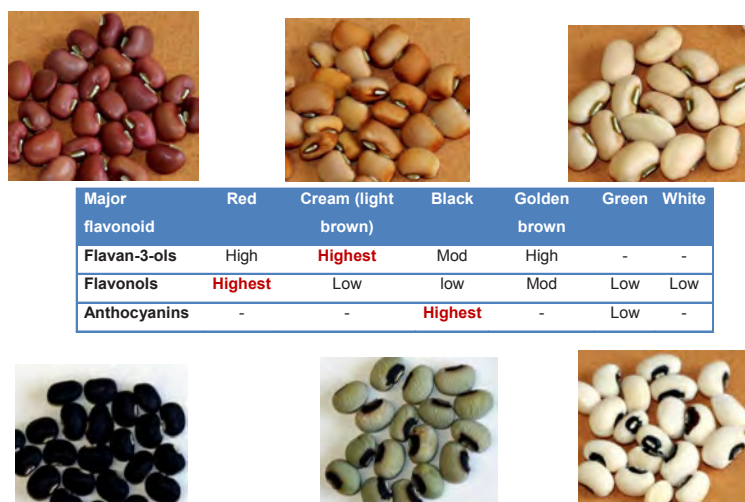 Major flavonoid Red Cream (light brown) Black Golden brown Green White
Flavan-3-ols High Highest Mod High - -
Flavonols Highest Low low Mod Low Low
Anthocyanins - - Highest - Low -